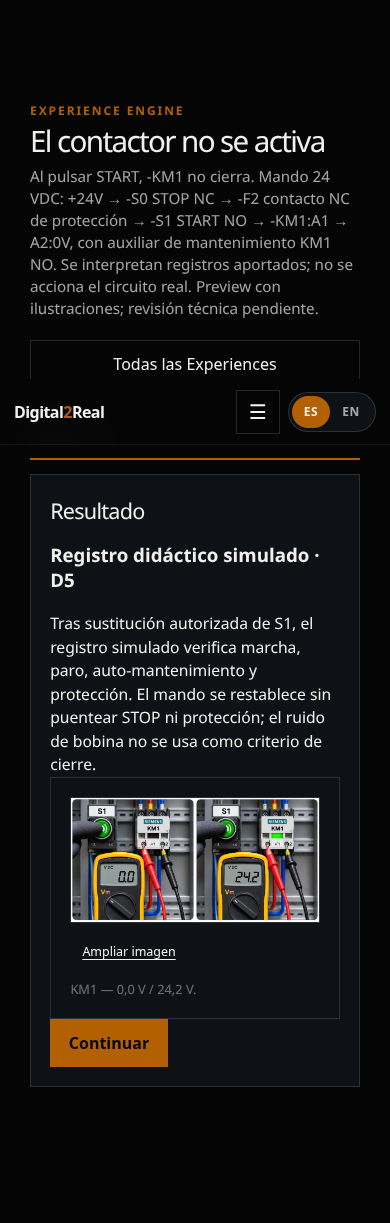 EXPERIENCE ENGINE
El contactor no se activa
Al pulsar START, -KM1 no cierra. Mando 24
VDC: +24V → -S0 STOP NC → -F2 contacto NC
de protección → -S1 START NO → -KM1:A1 →
A2:0V, con auxiliar de mantenimiento KM1
NO. Se interpretan registros aportados; no se
acciona el circuito real. Preview con
ilustraciones; revisión técnica pendiente.
Todas las Experiences
Digital2Real
☰
ES EN
Resultado
Registro didáctico simulado ·
D5
Tras sustitución autorizada de S1, el
registro simulado verifica marcha,
paro, auto-mantenimiento y
protección. El mando se restablece sin
puentear STOP ni protección; el ruido
de bobina no se usa como criterio de
cierre.
S1 SIEMENS S1 SIEMENS
KM1 KM1
VDC 0.0 VDC 24.2
Ampliar imagen
KM1 — 0,0 V / 24,2 V.
Continuar